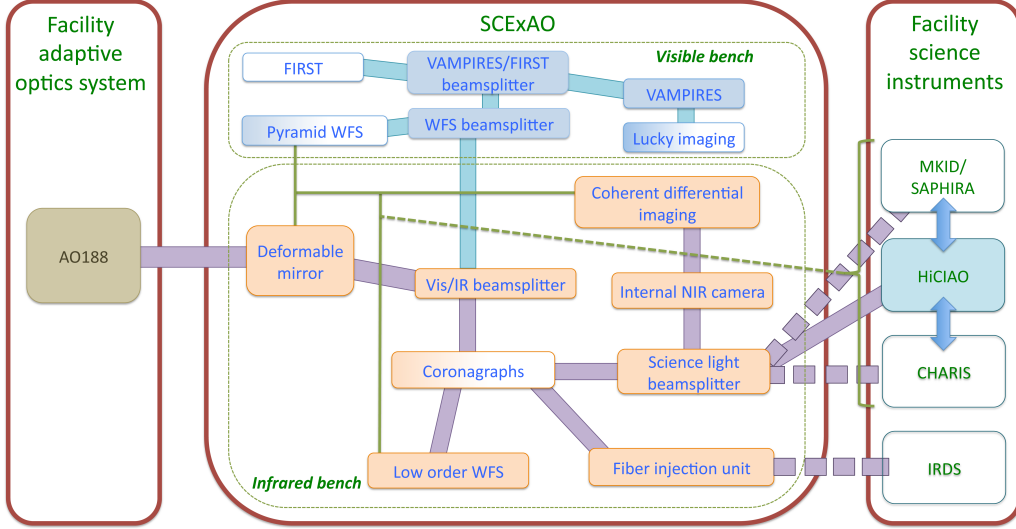 Facility
adaptive
optics system
AO188
SCExAO
Visible bench
FIRST
VAMPIRES/FIRST
beamsplitter
VAMPIRES
Pyramid WFS
WFS beamsplitter
Lucky imaging
Coherent differential
imaging
Deformable
mirror
Vis/IR beamsplitter
Internal NIR camera
Coronagraphs
Science light
beamsplitter
Low order WFS
Fiber injection unit
Infrared bench
Facility
science
instruments
MKID/
SAPHIRA
HiCIAO
CHARIS
IRDS